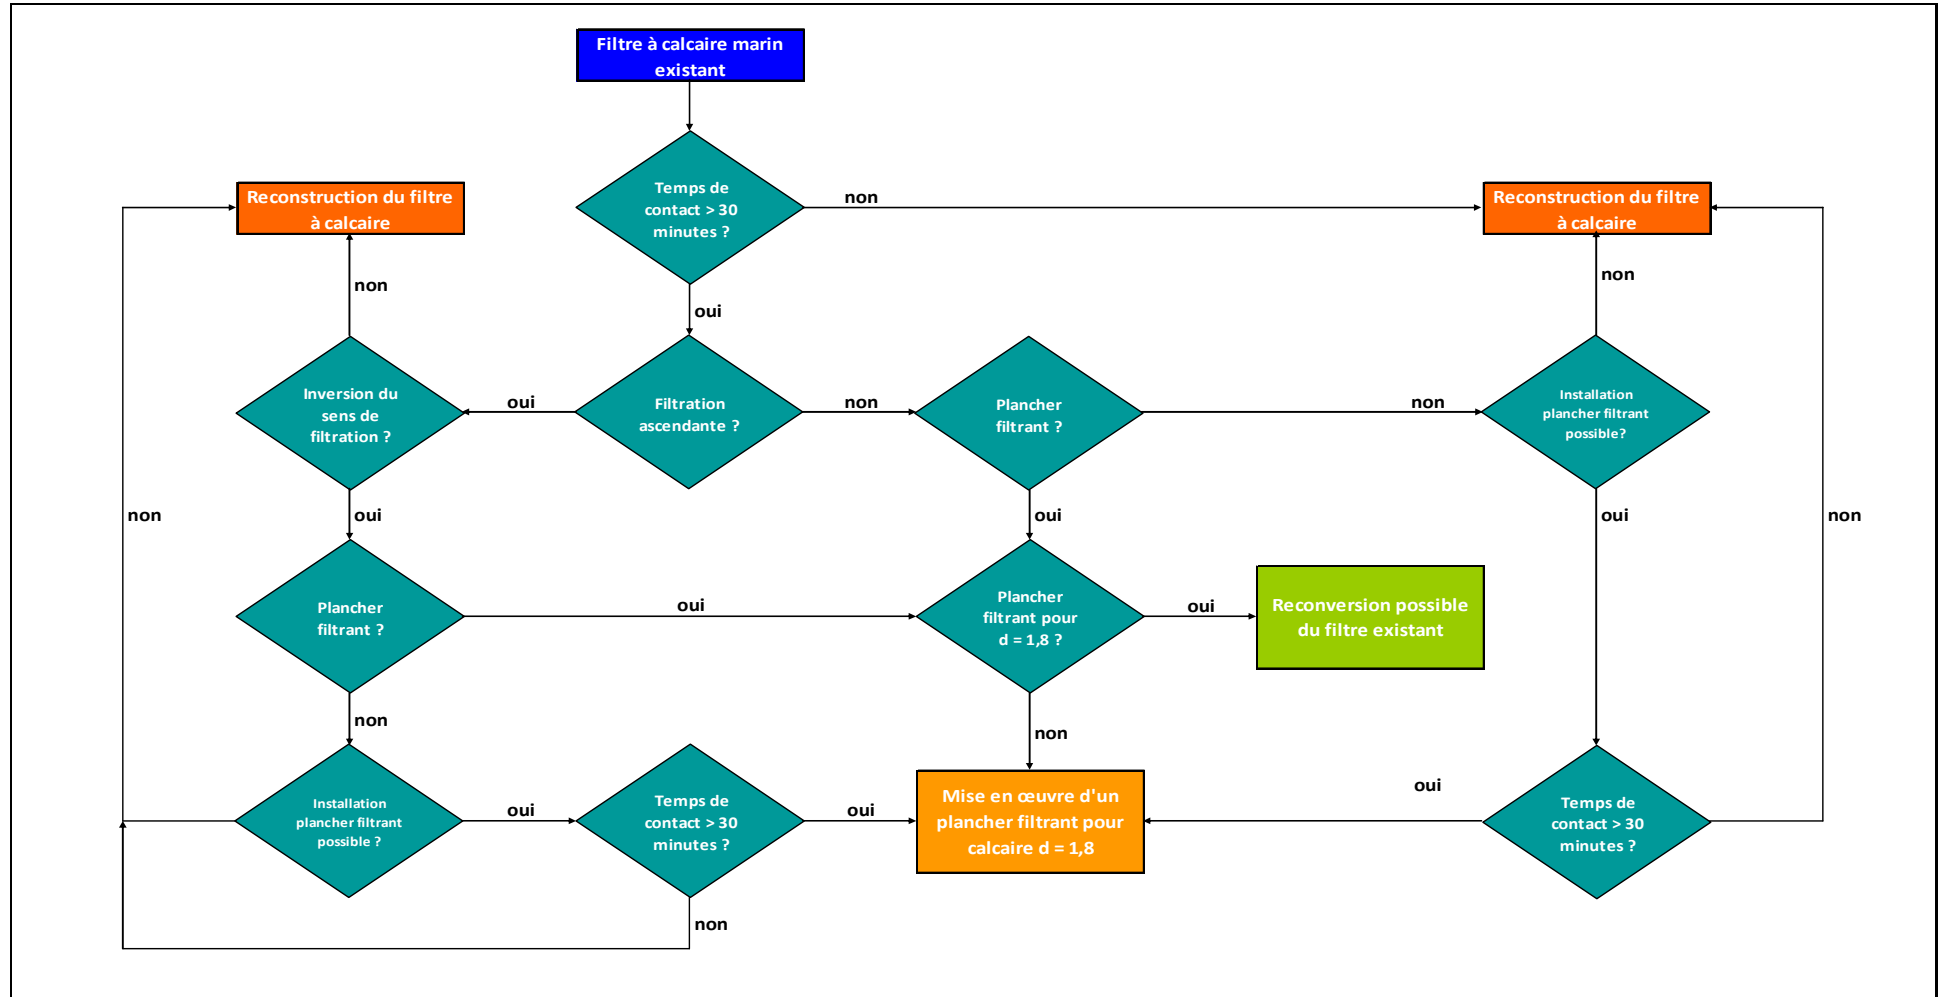 Filtre à calcaire marin
existant
Temps de
contact > 30
minutes ?
non
Reconstruction du filtre
à calcaire
Reconstruction du filtre
à calcaire
non
oui
non
Inversion du
sens de
filtration ?
oui
Filtration
ascendante ?
non
Plancher
filtrant ?
non
Installation
plancher filtrant
possible?
non
oui
oui
oui
non
Plancher
filtrant ?
oui
Plancher
filtrant pour
d = 1,8 ?
oui
Reconversion possible
du filtre existant
non
non
Installation
plancher filtrant
possible ?
oui
Temps de
contact > 30
minutes ?
oui
Mise en œuvre d'un
plancher filtrant pour
calcaire d = 1,8
oui
Temps de
contact > 30
minutes ?
non